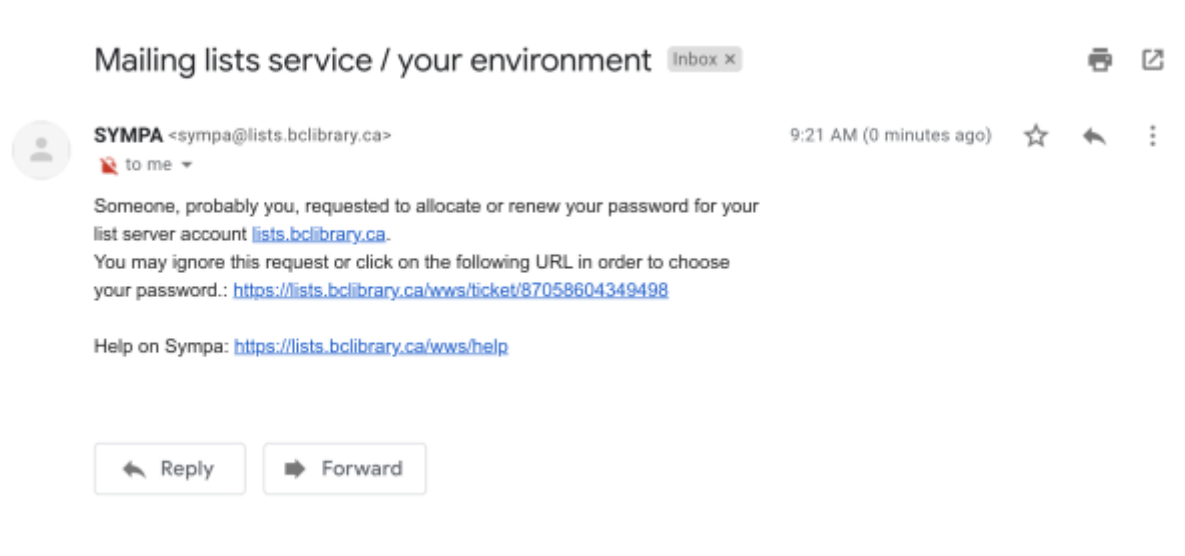 Mailing lists service / your environment Inbox ×
SYMPA <sympa@lists.bclibrary.ca> 9:21 AM (0 minutes ago)
to me
Someone, probably you, requested to allocate or renew your password for your
list server account lists.bclibrary.ca.
You may ignore this request or click on the following URL in order to choose
your password.: https://lists.bclibrary.ca/wws/ticket/87058604349498
Help on Sympa: https://lists.bclibrary.ca/wws/help
Reply Forward